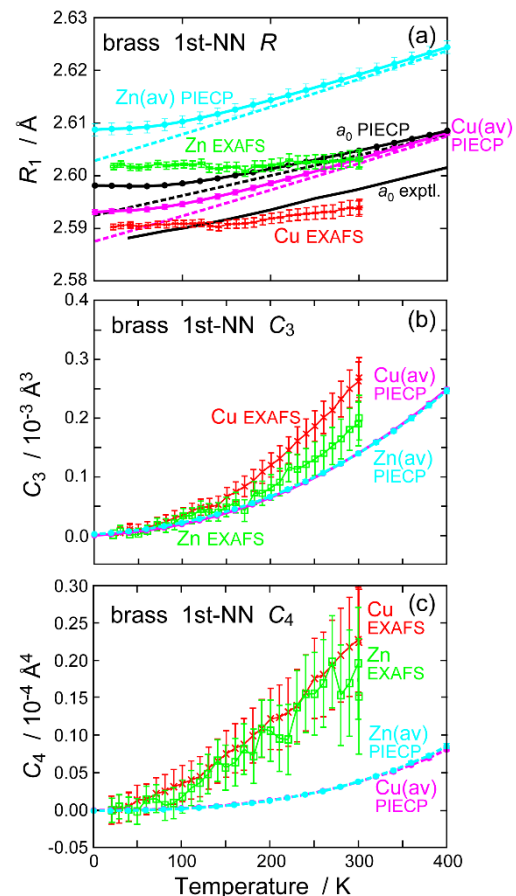 brass 1st-NN R (a)
2.63
2.62
2.61
2.60
2.59
2.58
R1 / Å
Zn(av) PIECP
Zn EXAFS
a0 PIECP
Cu(av)
PIECP
a0 exptl.
Cu EXAFS
brass 1st-NN C3 (b)
0.4
0.3
0.2
0.1
0.0
C3 / 10-3 Å3
Cu EXAFS
Cu(av)
PIECP
Zn(av)
PIECP
Zn EXAFS
brass 1st-NN C4 (c)
0.30
0.25
0.20
0.15
0.10
0.05
0.00
-0.05
C4 / 10-4 Å4
Cu
EXAFS
Zn
EXAFS
Zn(av)
PIECP
Cu(av)
PIECP
0 100 200 300 400
Temperature / K